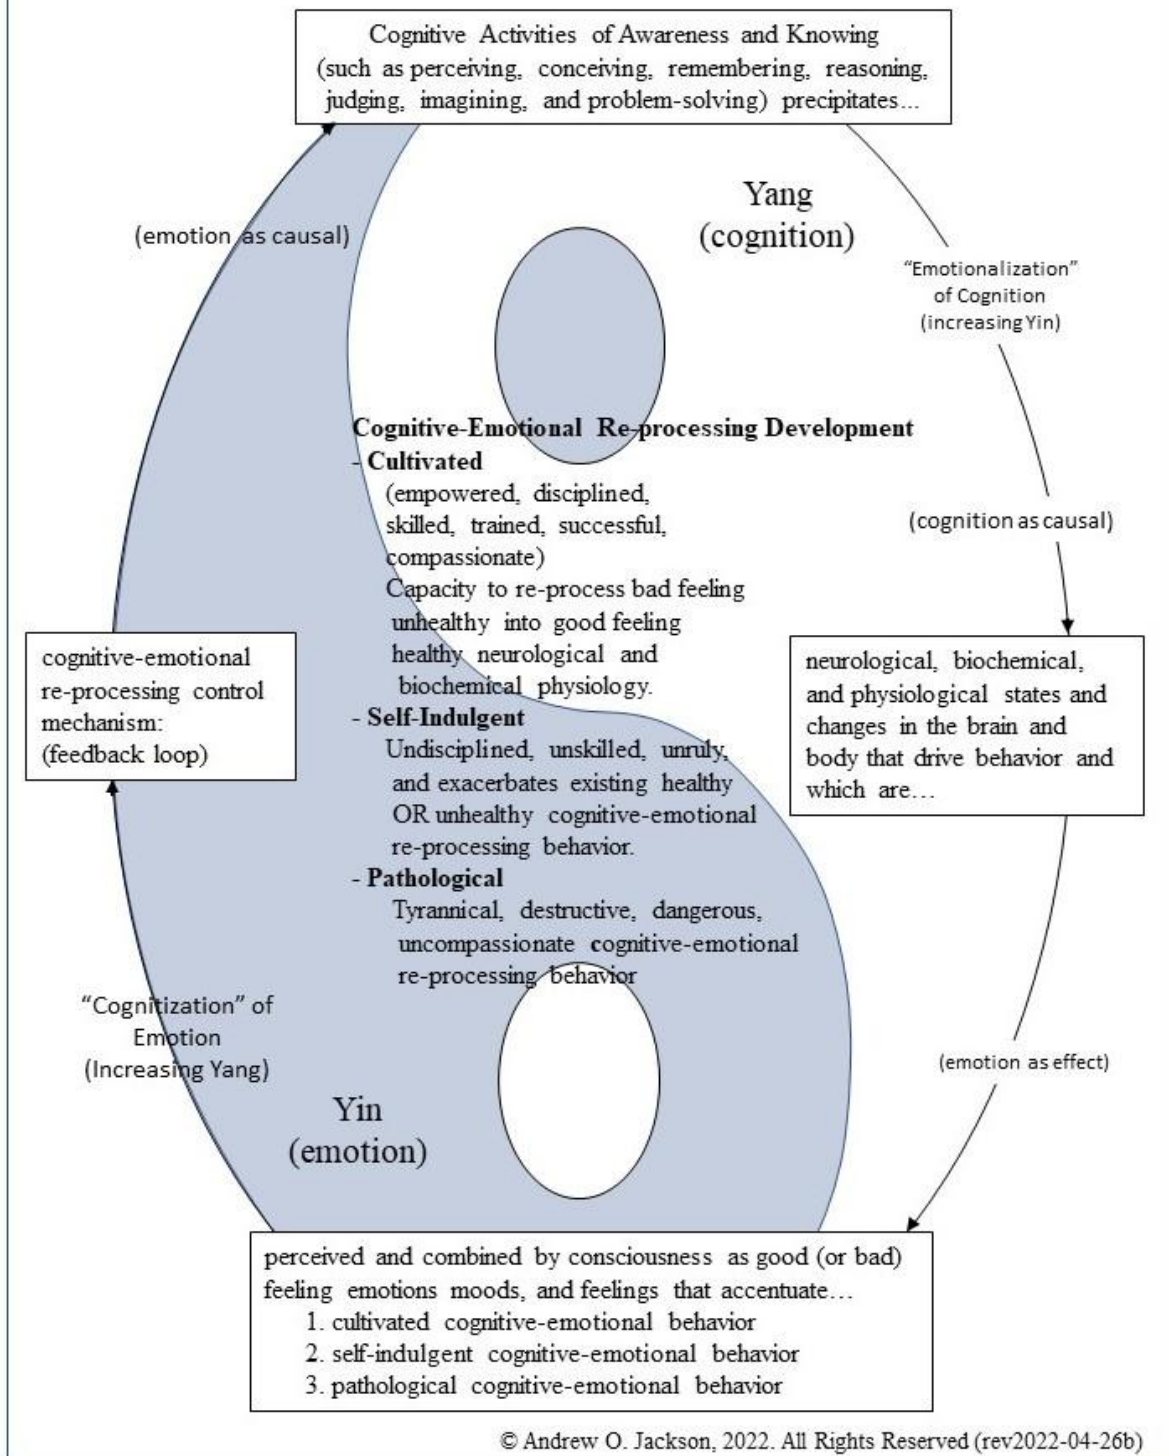 Cognitive Activities of Awareness and Knowing
(such as perceiving, conceiving, remembering, reasoning,
judging, imagining, and problem-solving) precipitates...
Yang
(cognition)
(emotion as causal)
“Emotionalization”
of Cognition
(increasing Yin)
Cognitive-Emotional Re-processing Development
- Cultivated
(empowered, disciplined,
skilled, trained, successful,
compassionate)
Capacity to re-process bad feeling
unhealthy into good feeling
healthy neurological and
biochemical physiology.
- Self-Indulgent
Undisciplined, unskilled, unruly,
and exacerbates existing healthy
OR unhealthy cognitive-emotional
re-processing behavior.
- Pathological
Tyrannical, destructive, dangerous,
uncompassionate cognitive-emotional
re-processing behavior
(cognition as causal)
cognitive-emotional
re-processing control
mechanism:
(feedback loop)
neurological, biochemical,
and physiological states and
changes in the brain and
body that drive behavior and
which are…
“Cognitization” of
Emotion
(Increasing Yang)
(emotion as effect)
Yin
(emotion)
perceived and combined by consciousness as good (or bad)
feeling emotions moods, and feelings that accentuate…
1. cultivated cognitive-emotional behavior
2. self-indulgent cognitive-emotional behavior
3. pathological cognitive-emotional behavior
© Andrew O. Jackson, 2022. All Rights Reserved (rev2022-04-26b)